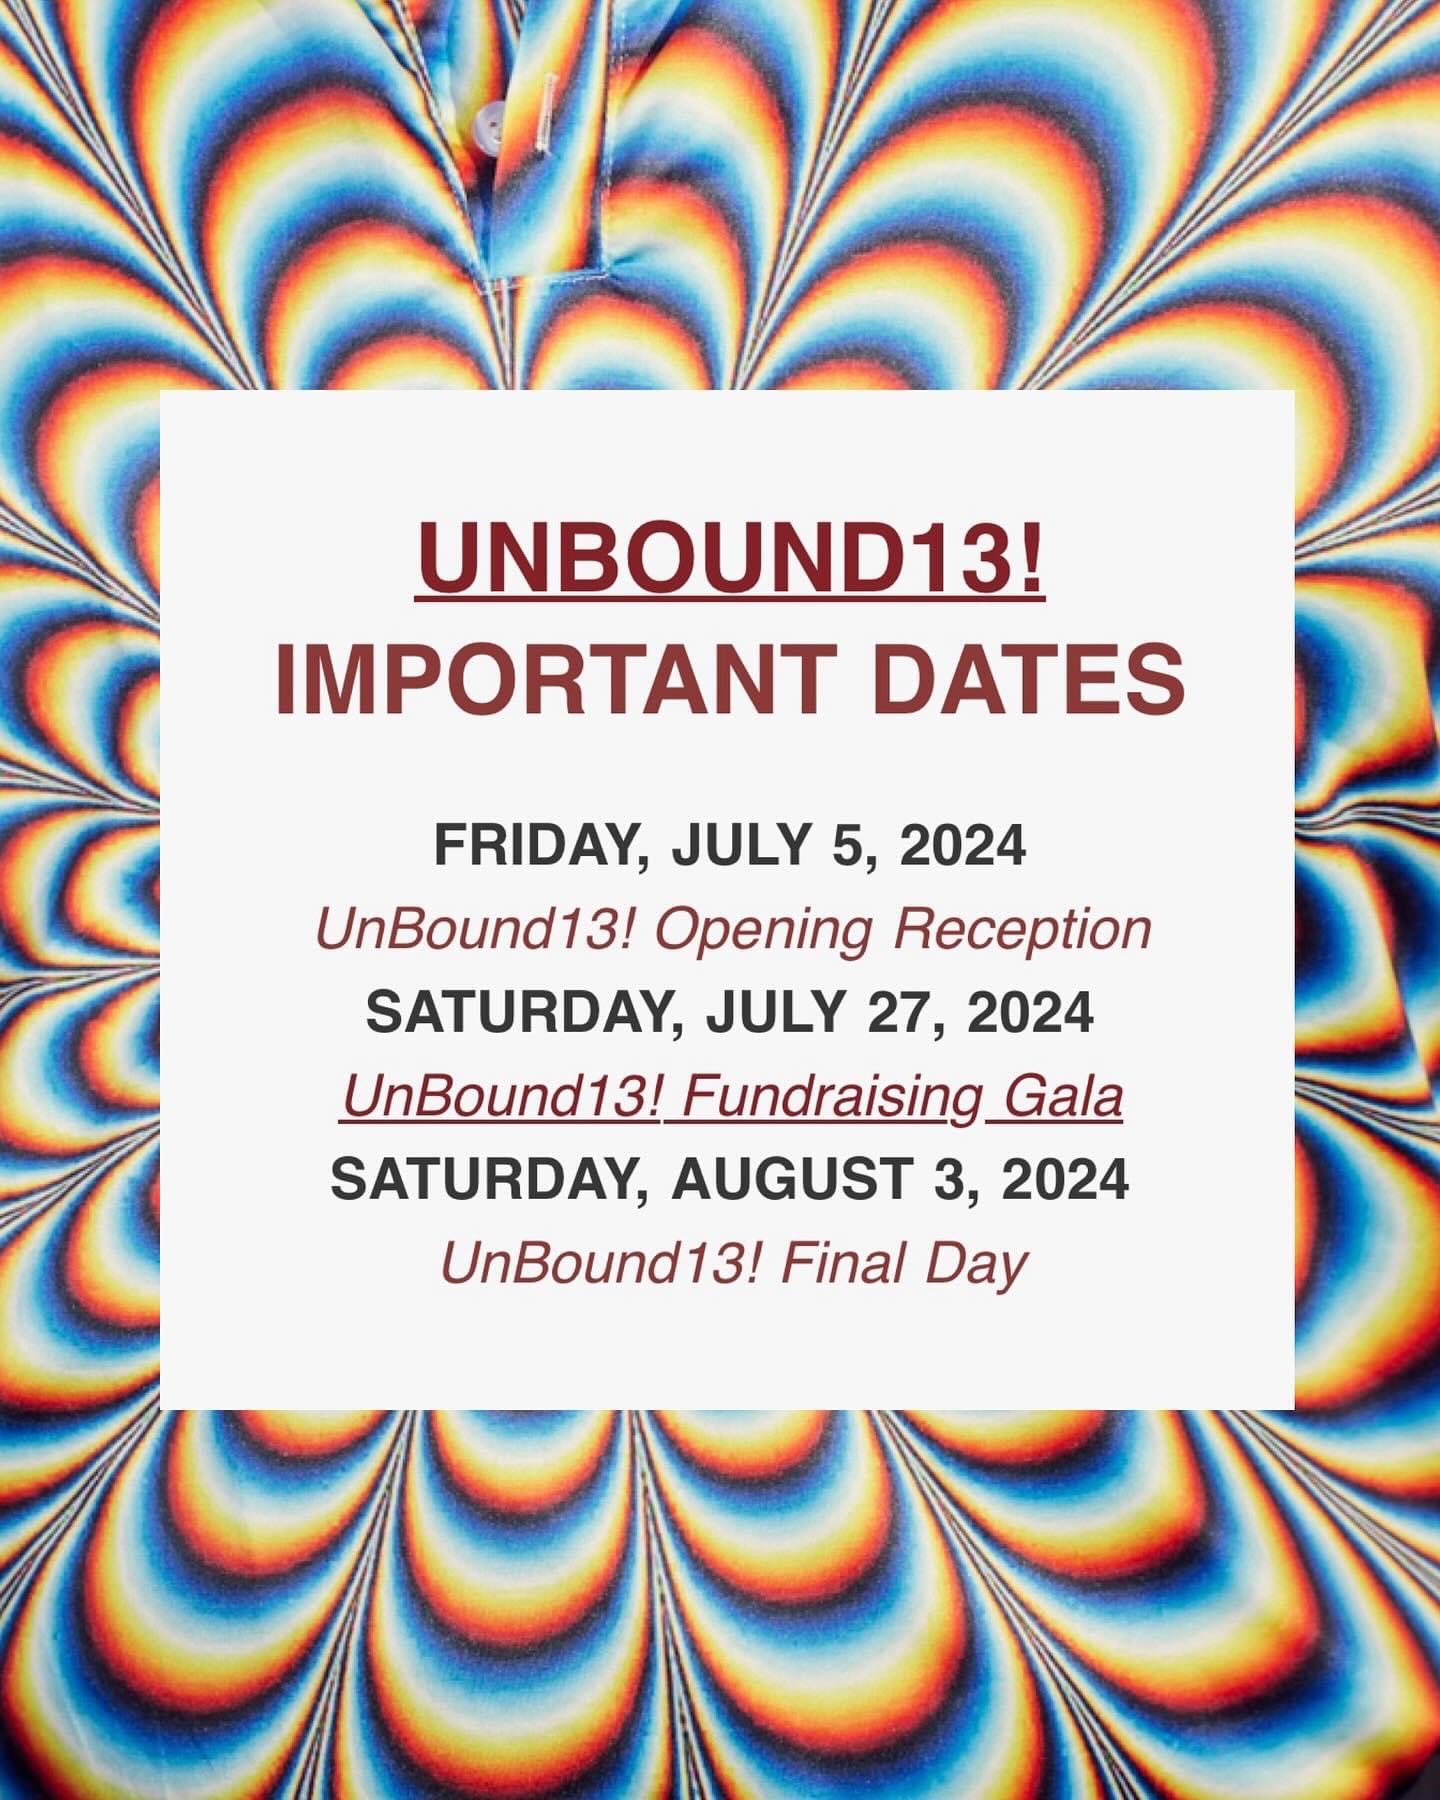 UNBOUND13!
IMPORTANT DATES
FRIDAY, JULY 5, 2024
UnBound13! Opening Reception
SATURDAY, JULY 27, 2024
UnBound13! Fundraising Gala
SATURDAY, AUGUST 3, 2024
UnBound13! Final Day